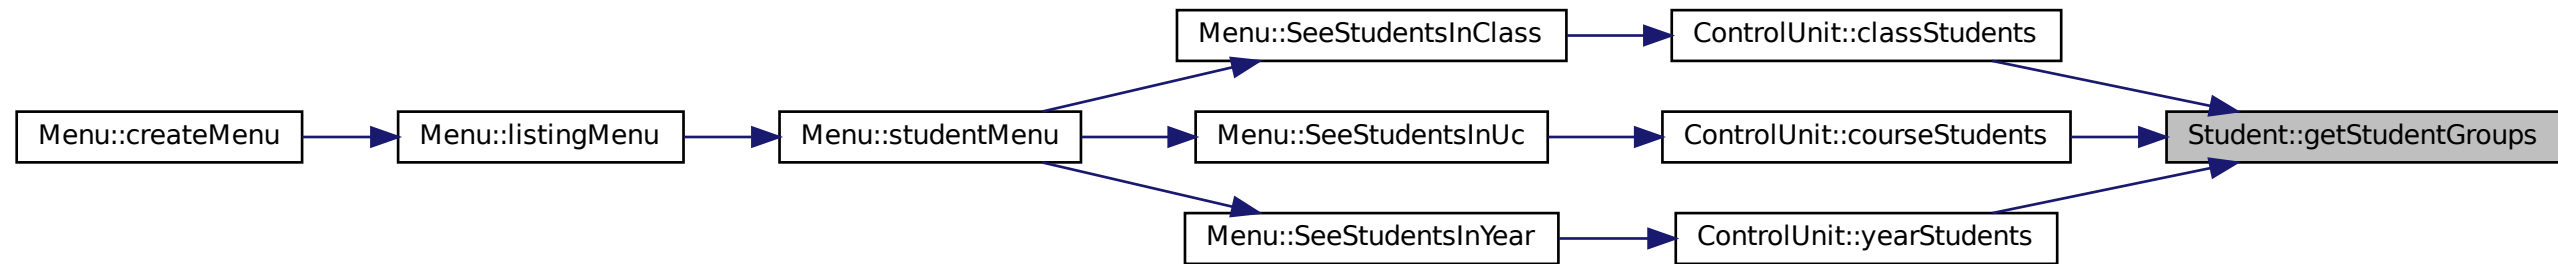 Menu::SeeStudentsInClass
ControlUnit::classStudents
Menu::createMenu
Menu::listingMenu
Menu::studentMenu
Menu::SeeStudentsInUc
ControlUnit::courseStudents
Student::getStudentGroups
Menu::SeeStudentsInYear
ControlUnit::yearStudents